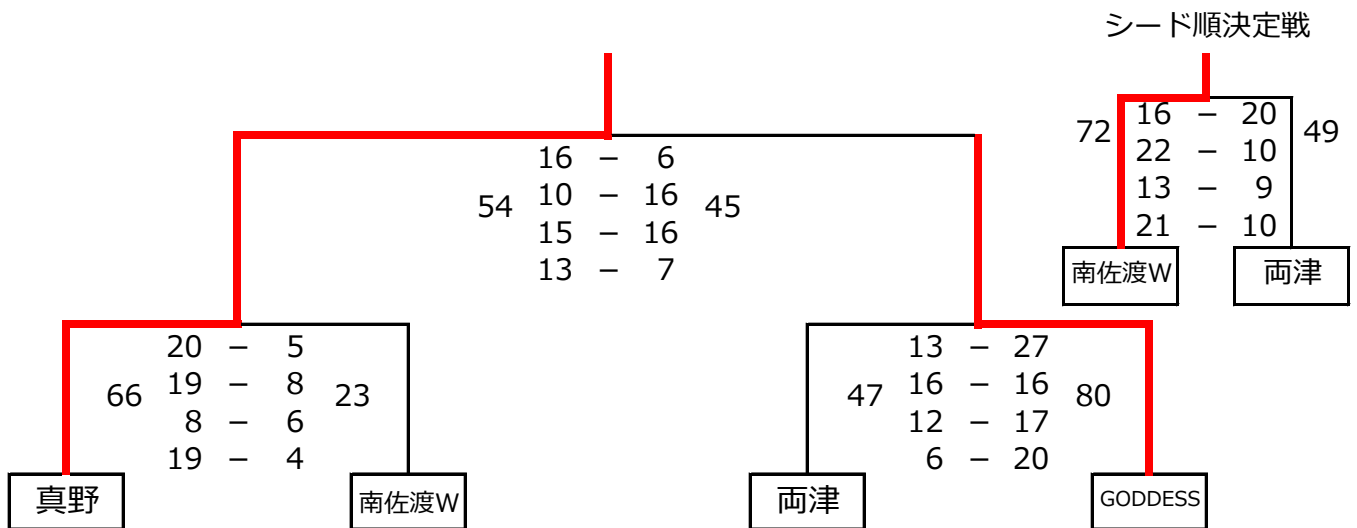 シード順決定戦
72 16 － 20 49
22 － 10
13 － 9
21 － 10
南佐渡W 両津
16 － 6
54 10 － 16 45
15 － 16
13 － 7
20 － 5
66 19 － 8 23
8 － 6
19 － 4
真野 南佐渡W
13 － 27
47 16 － 16 80
12 － 17
6 － 20
両津 GODDESS